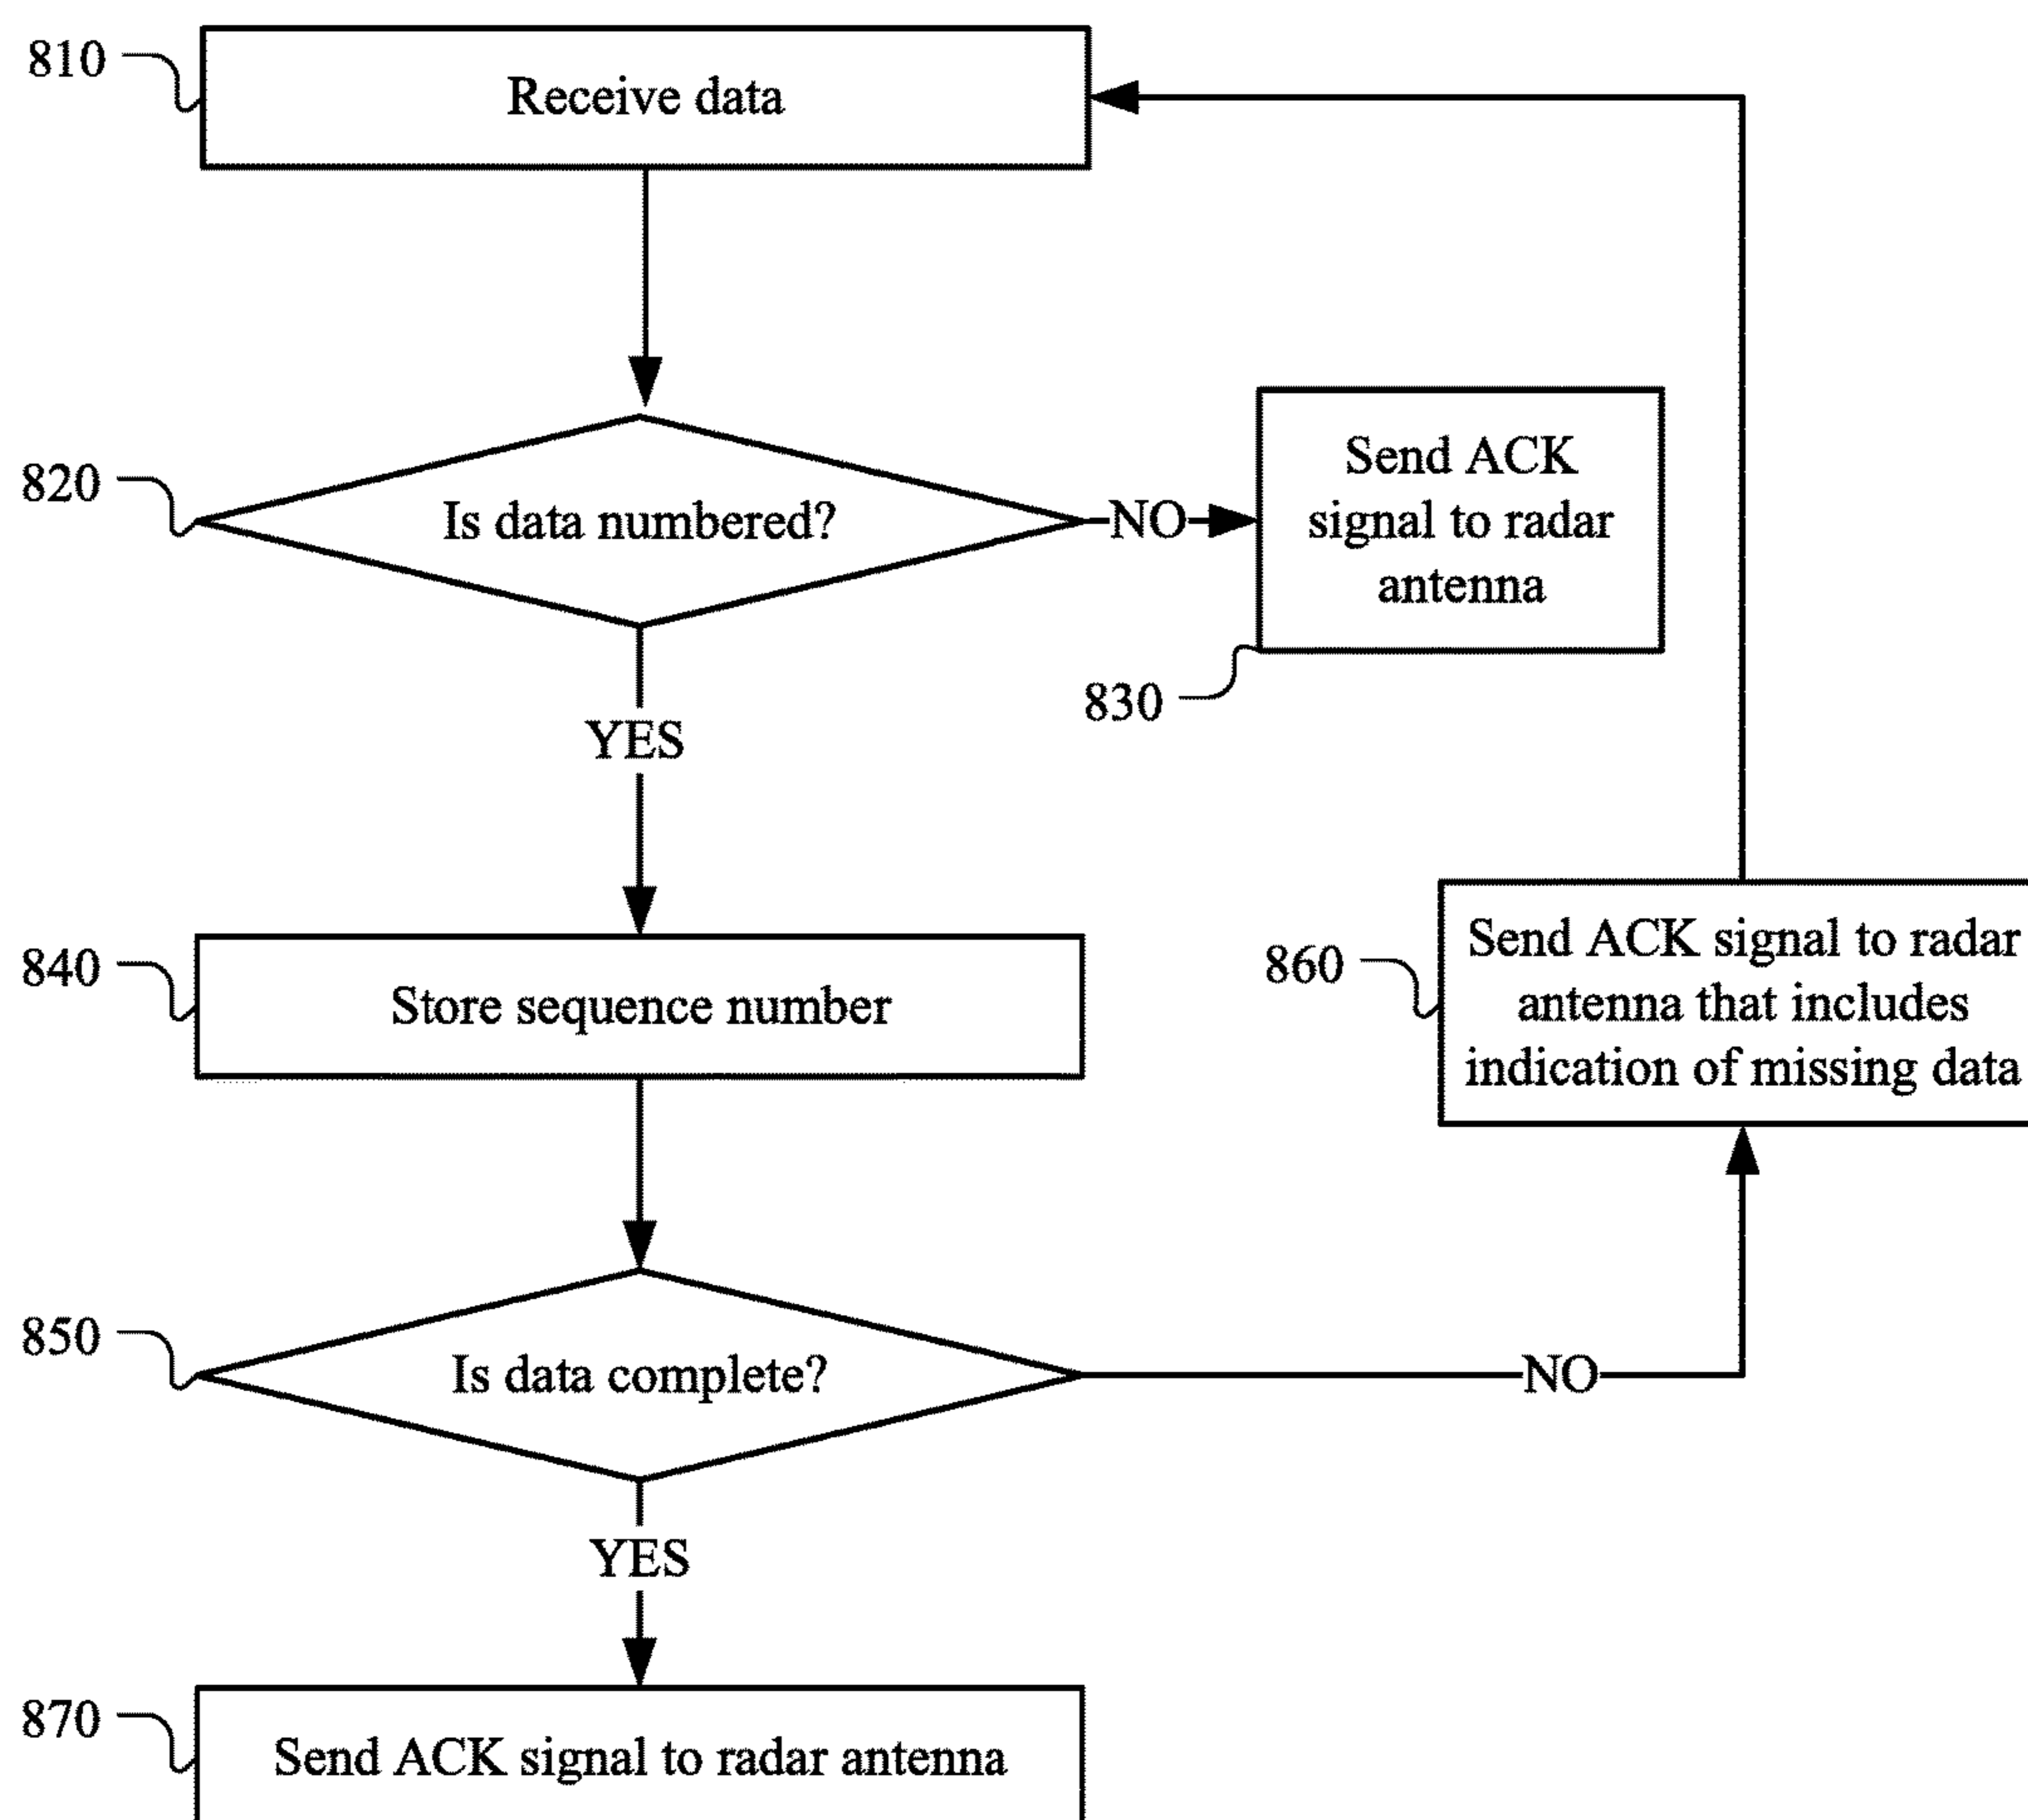 810
Receive data
820
Is data numbered?
NO
Send ACK
signal to radar
antenna
830
YES
840
Store sequence number
860
Send ACK signal to radar
antenna that includes
indication of missing data
850
Is data complete?
NO
YES
870
Send ACK signal to radar antenna